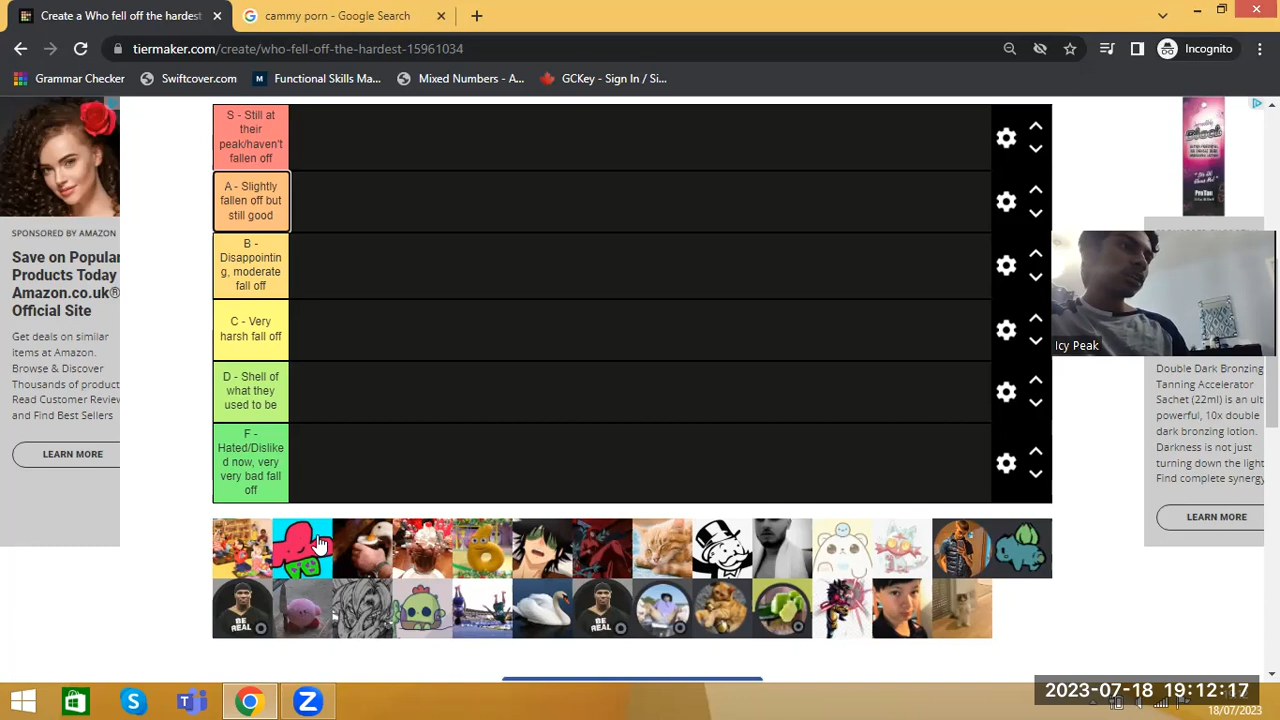 Create a Who fell off the hardest
cammy porn - Google Search
tiermaker.com/create/who-fell-off-the-hardest-15961034
Incognito
Grammar Checker
Swiftcover.com
Functional Skills Ma...
Mixed Numbers - A...
GCKey - Sign In / Si...
S - Still at
their
peak/haven't
fallen off
A - Slightly
fallen off but
still good
B -
Disappointin
g, moderate
fall off
C - Very
harsh fall off
D - Shell of
what they
used to be
F -
Hated/Dislike
d now, very
very bad fall
off
SPONSORED BY AMAZON
Save on Popular
Products Today
Amazon.co.uk®
Official Site
Get deals on similar
items at Amazon.
Browse & Discover
Thousands of product
Read Customer Review
and Find Best Sellers
LEARN MORE
Icy Peak
Double Dark Bronzing
Tanning Accelerator
Sachet (22ml) is an ult
powerful, 10x double
dark bronzing lotion.
Darkness is not just
turning down the light
Find complete synergy
LEARN MORE
BE REAL
BE REAL
2023-07-18 19:12:17
18/07/2023